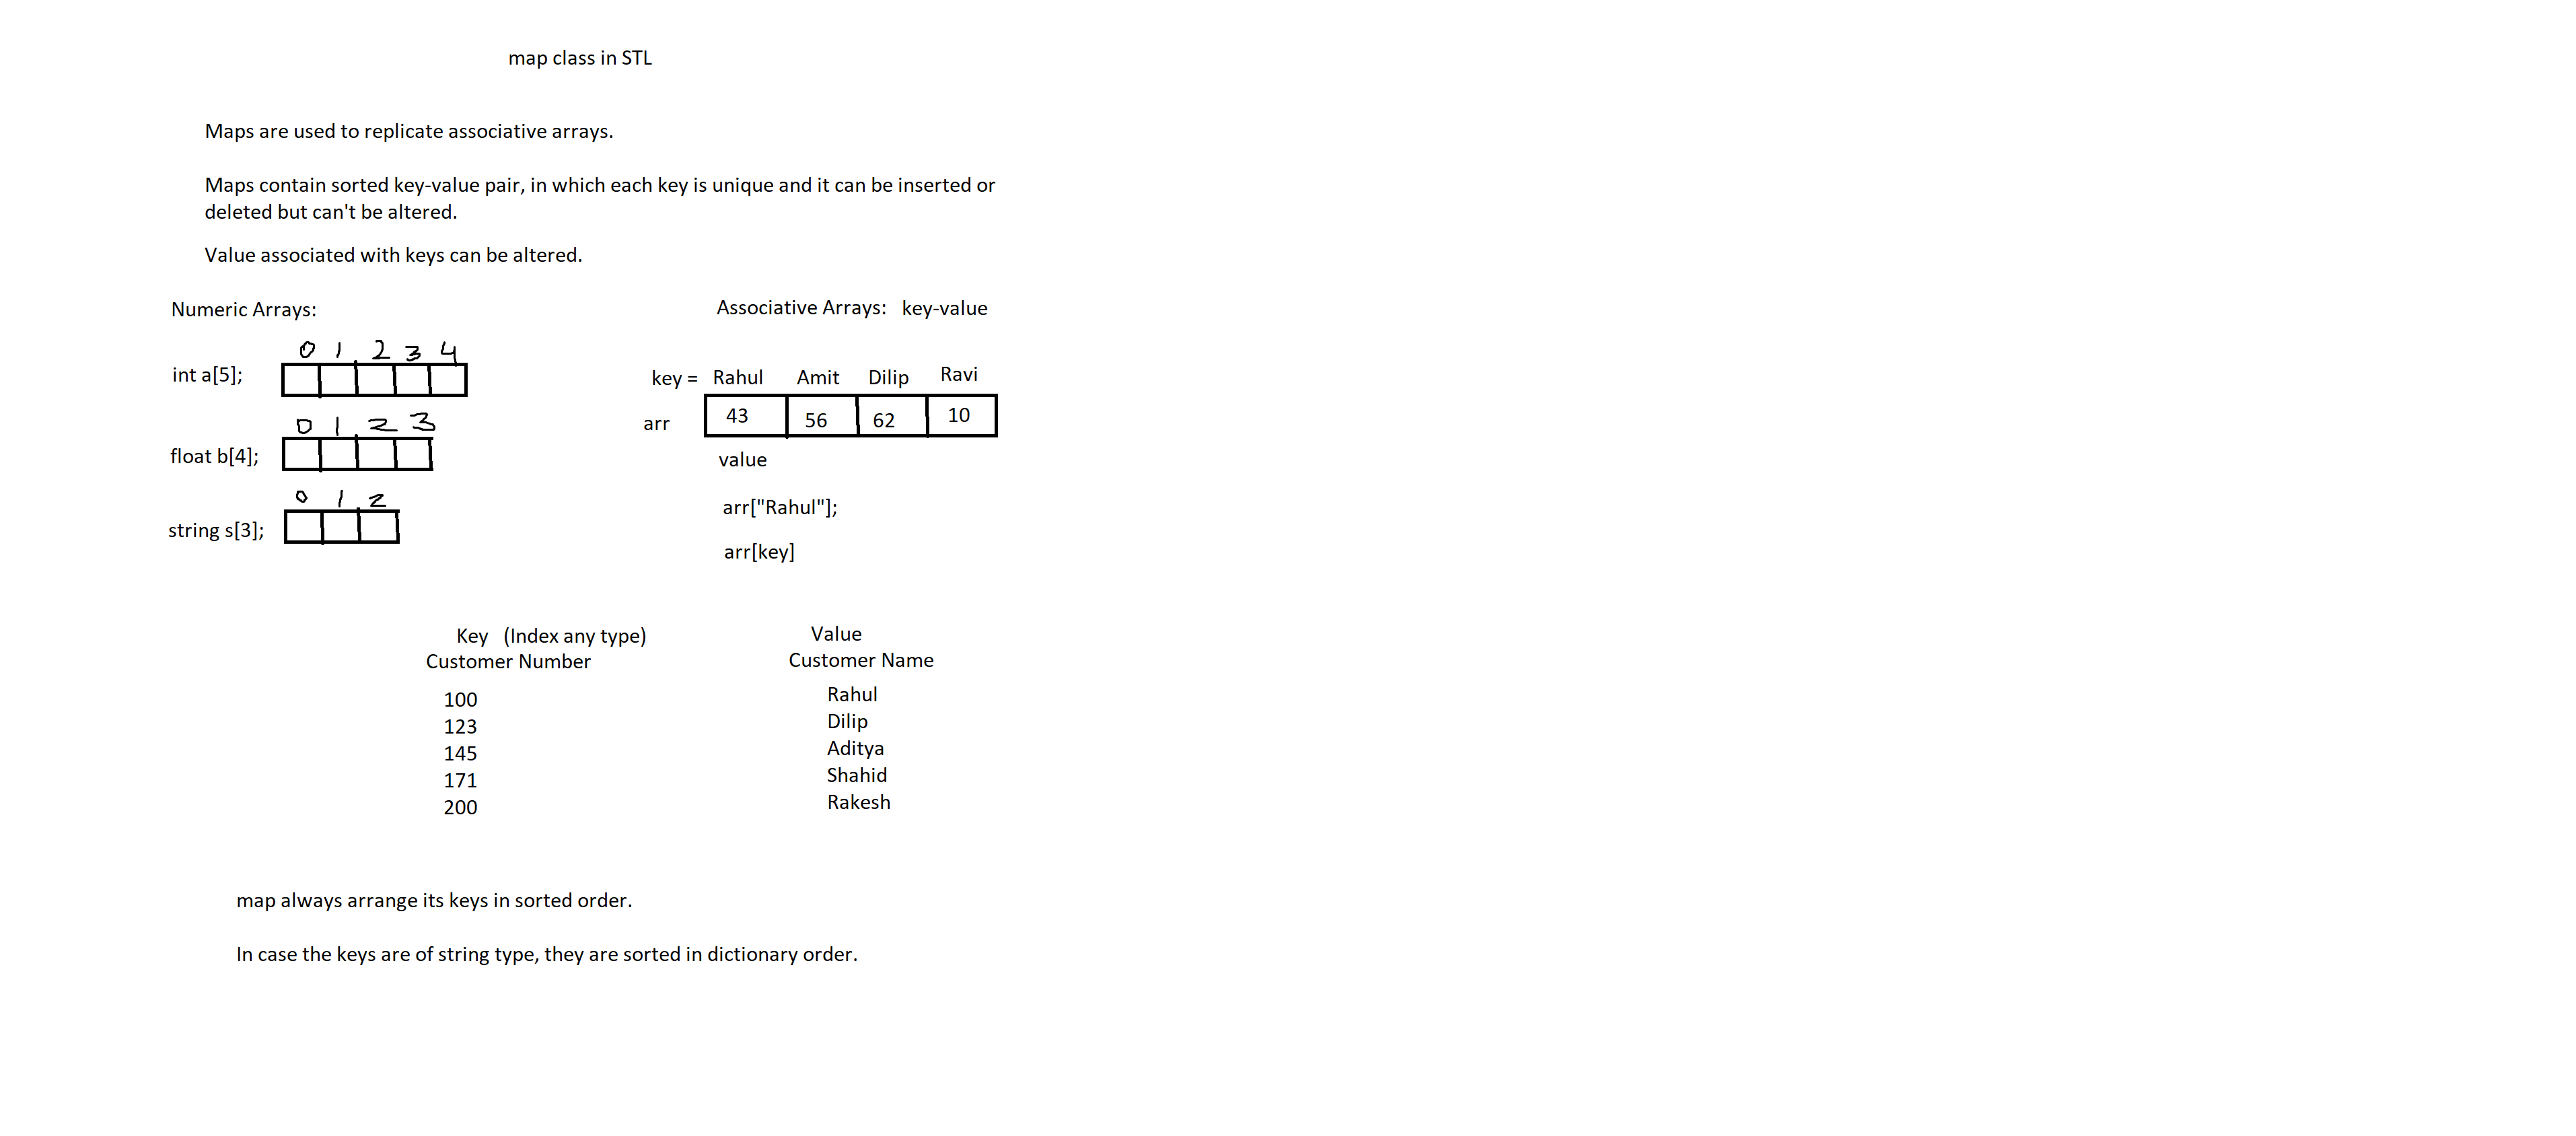 map class in STL
Maps are used to replicate associative arrays.
Maps contain sorted key-value pair, in which each key is unique and it can be inserted or
deleted but can't be altered.
Value associated with keys can be altered.
Numeric Arrays:
0 1 2 3 4
int a[5];
0 1 2 3
float b[4];
0 1 2
string s[3];
Associative Arrays: key-value
key = Rahul Amit Dilip Ravi
arr 43 56 62 10
value
arr["Rahul"];
arr[key]
Key (Index any type) Value
Customer Number Customer Name
100 Rahul
123 Dilip
145 Aditya
171 Shahid
200 Rakesh
map always arrange its keys in sorted order.
In case the keys are of string type, they are sorted in dictionary order.